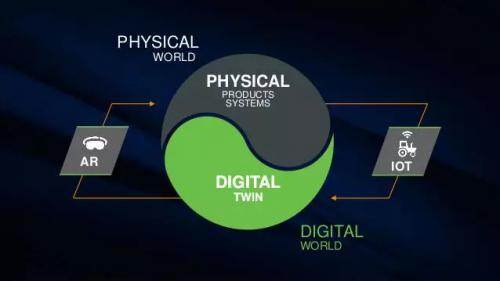 PHYSICAL
WORLD
PHYSICAL
PRODUCTS
SYSTEMS
AR
IOT
DIGITAL
TWIN
DIGITAL
WORLD